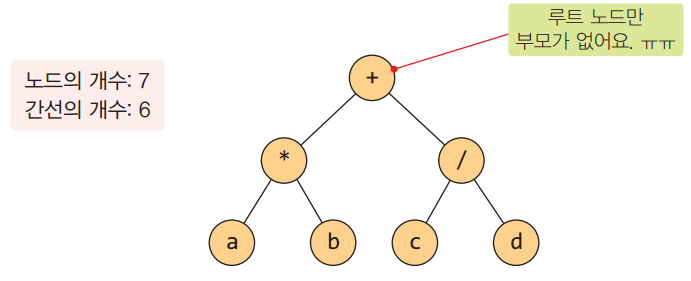 루트 노드만
부모가 없어요. ㅠㅠ
노드의 개수: 7
간선의 개수: 6
+
* /
a b c d